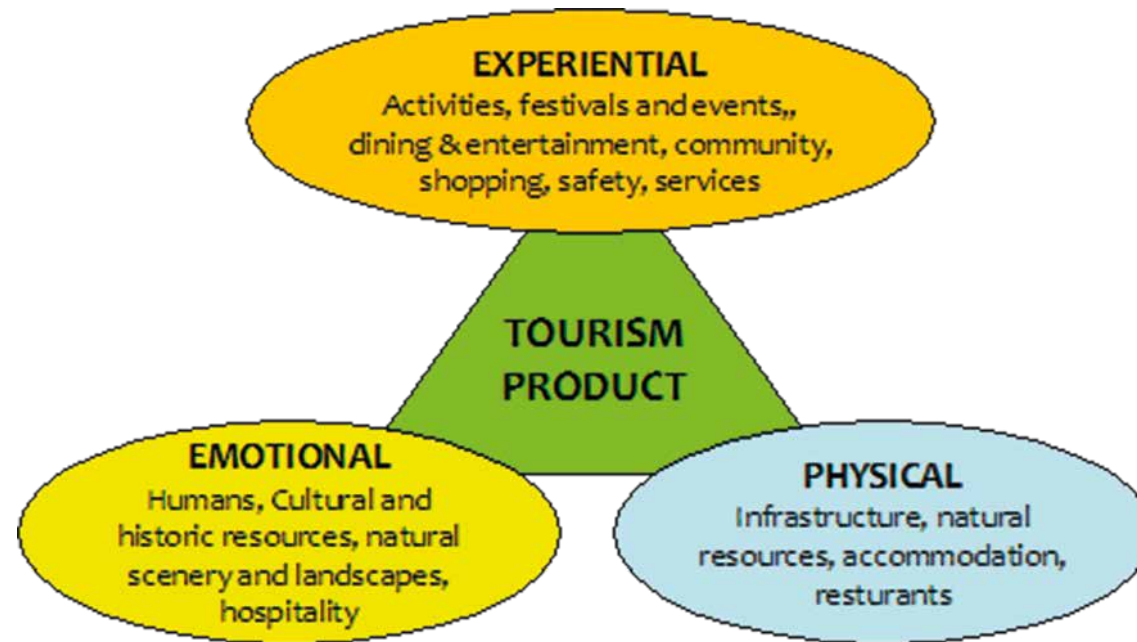 EXPERIENTIAL
Activities, festivals and events,,
dining & entertainment, community,
shopping, safety, services
TOURISM
PRODUCT
EMOTIONAL
Humans, Cultural and
historic resources, natural
scenery and landscapes,
hospitality
PHYSICAL
Infrastructure, natural
resources, accommodation,
resturants